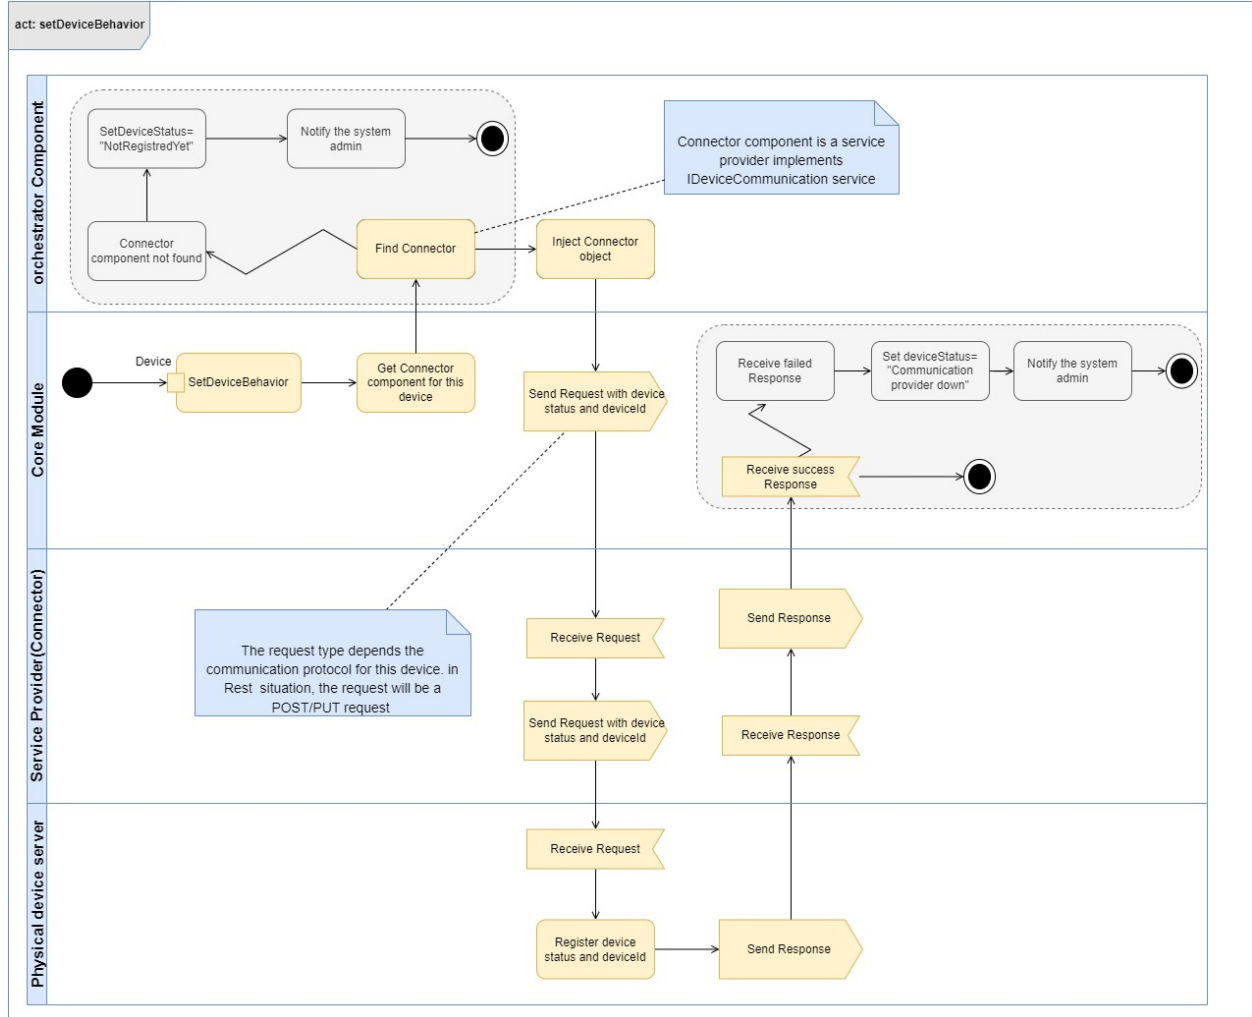 act: setDeviceBehavior
orchestrator Component
SetDeviceStatus=
"NotRegistredYet"
Notify the system
admin
Connector component is a service
provider implements
IDeviceCommunication service
Connector
component not found
Find Connector
Inject Connector
object
Core Module
Device
SetDeviceBehavior
Get Connector
component for this
device
Send Request with device
status and deviceId
Receive failed
Response
Set deviceStatus=
"Communication
provider down"
Notify the system
admin
Receive success
Response
Service Provider(Connector)
The request type depends the
communication protocol for this device. in
Rest situation, the request will be a
POST/PUT request
Receive Request
Send Request with device
status and deviceId
Send Response
Receive Response
Physical device server
Receive Request
Register device
status and deviceId
Send Response